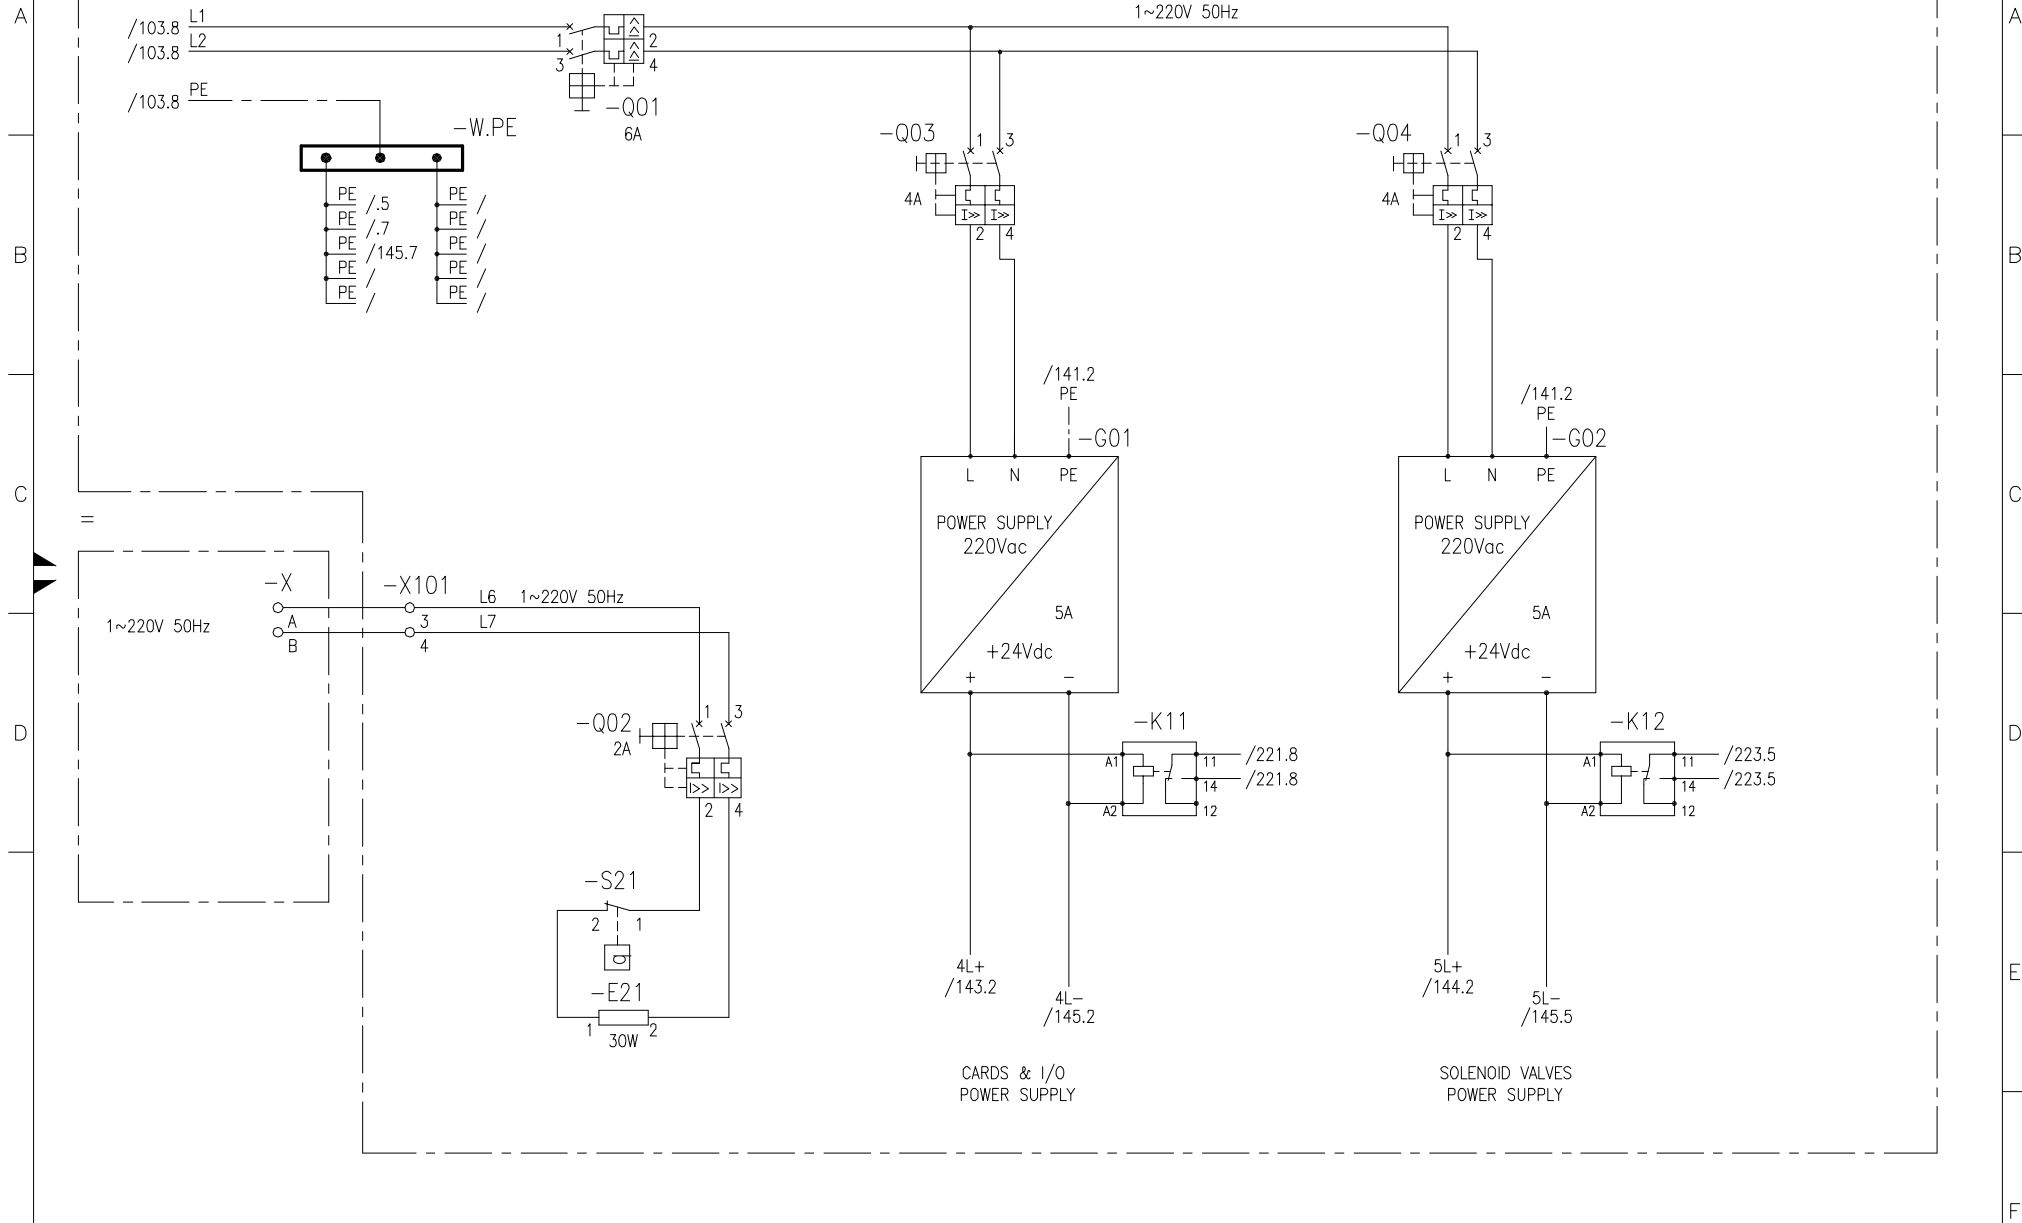 A
/103.8 L1
1~220V 50Hz
A
/103.8 L2
1 2
3 4
/103.8 PE
-Q01
6A
-W.PE
-Q03 1 3
-Q04 1 3
4A
I>> I>>
2 4
4A
I>> I>>
2 4
PE /.5 PE /
PE /.7 PE /
PE /145.7 PE /
PE / PE /
PE / PE /
B
B
/141.2
PE
-G01
/141.2
PE
-G02
L N PE
L N PE
C
C
=
POWER SUPPLY
220Vac
POWER SUPPLY
220Vac
-X
-X101
L6 1~220V 50Hz
1~220V 50Hz
A 3 L7
B 4
5A
5A
+24Vdc
+24Vdc
+ -
+ -
-Q02 1 3
2A
I>> I>>
2 4
-K11
-K12
D
D
A1 11 /221.8
14 /221.8
A2 12
A1 11 /223.5
14 /223.5
A2 12
-S21
2 1
-E21
1 2
30W
4L+
/143.2
4L-
/145.2
5L+
/144.2
5L-
/145.5
E
E
CARDS & I/O
POWER SUPPLY
SOLENOID VALVES
POWER SUPPLY
F